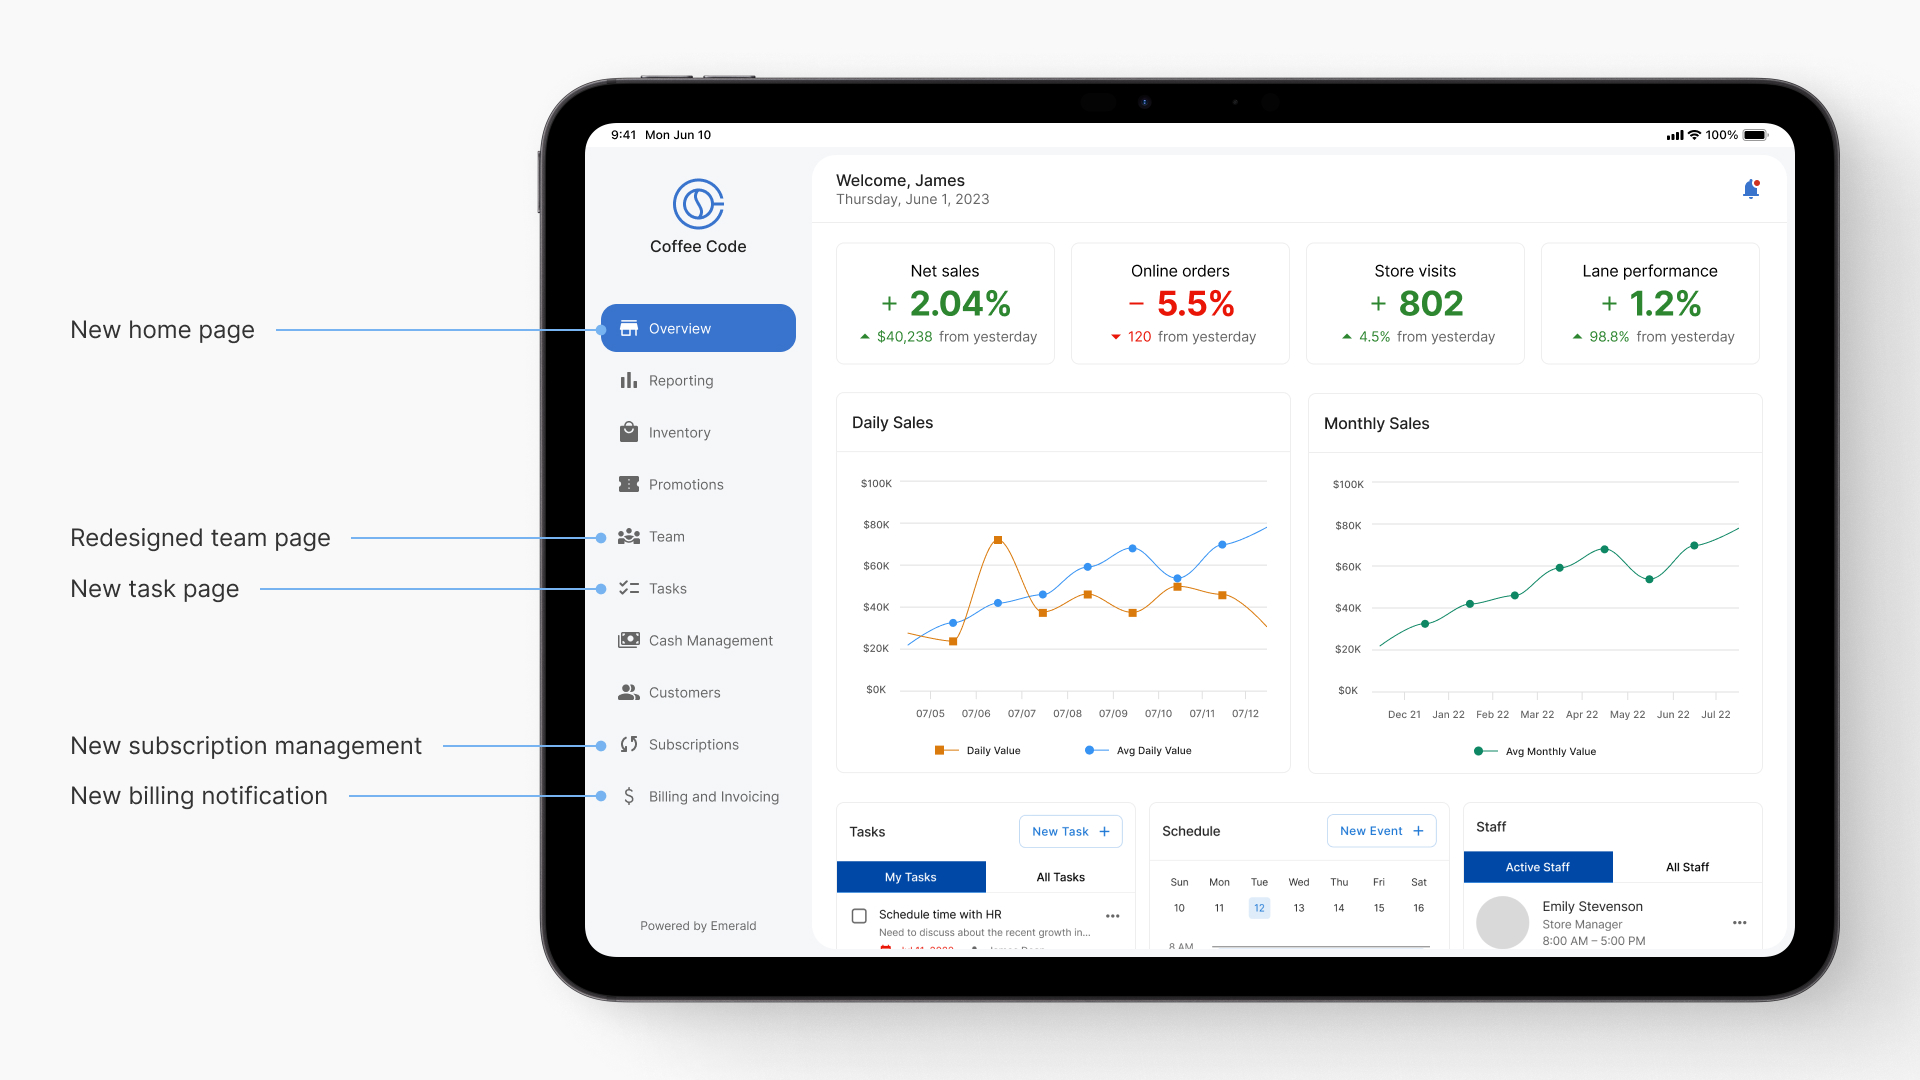 9:41 Mon Jun 10
100%
Coffee Code
Welcome, James
Thursday, June 1, 2023
New home page
Redesigned team page
New task page
New subscription management
New billing notification
Overview
Reporting
Inventory
Promotions
Team
Tasks
Cash Management
Customers
Subscriptions
Billing and Invoicing
Powered by Emerald
Net sales
+ 2.04%
$40,238 from yesterday
Online orders
− 5.5%
120 from yesterday
Store visits
+ 802
4.5% from yesterday
Lane performance
+ 1.2%
98.8% from yesterday
Daily Sales
$100K
$80K
$60K
$40K
$20K
$0K
07/05 07/06 07/07 07/08 07/09 07/10 07/11 07/12
Daily Value Avg Daily Value
Monthly Sales
$100K
$80K
$60K
$40K
$20K
$0K
Dec 21 Jan 22 Feb 22 Mar 22 Apr 22 May 22 Jun 22 Jul 22
Avg Monthly Value
Tasks
New Task +
My Tasks All Tasks
Schedule time with HR
Need to discuss about the recent growth in...
Schedule
New Event +
Sun Mon Tue Wed Thu Fri Sat
10 11 12 13 14 15 16
8 AM
Staff
Active Staff All Staff
Emily Stevenson
Store Manager
8:00 AM – 5:00 PM